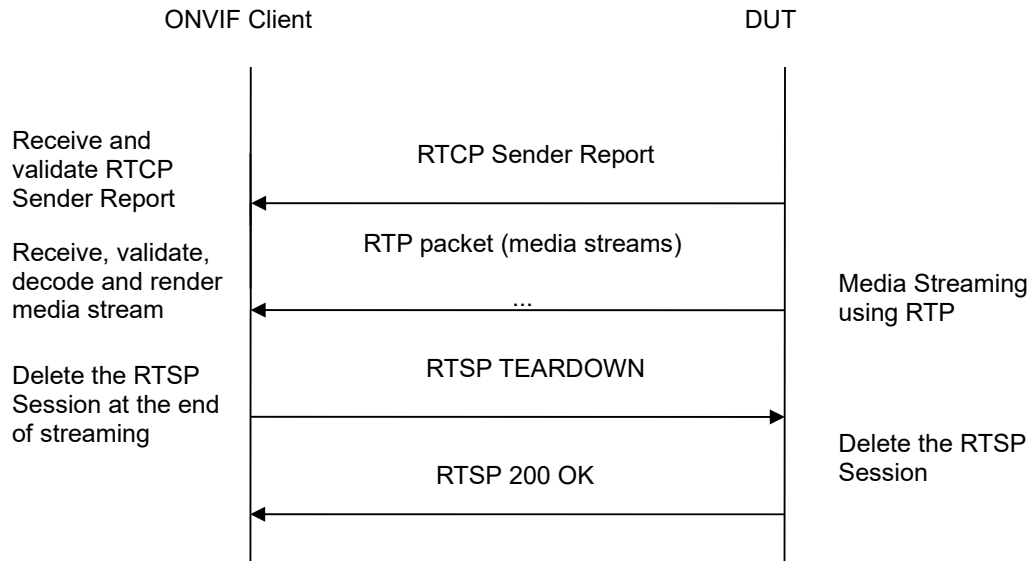 ONVIF Client
DUT
Receive and
validate RTCP
Sender Report
RTCP Sender Report
Receive, validate,
decode and render
media stream
RTP packet (media streams)
...
Media Streaming
using RTP
Delete the RTSP
Session at the end
of streaming
RTSP TEARDOWN
Delete the RTSP
Session
RTSP 200 OK